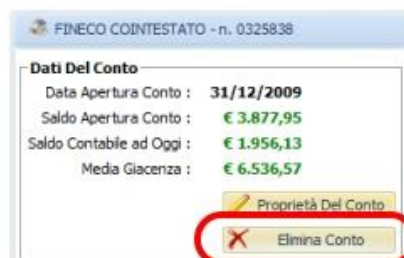 FINECO COINTESTATO - n. 0325838
Dati Del Conto
Data Apertura Conto : 31/12/2009
Saldo Apertura Conto : € 3.877,95
Saldo Contabile ad Oggi : € 1.956,13
Media Giacenza : € 6.536,57
Proprietà Del Conto
Elimina Conto